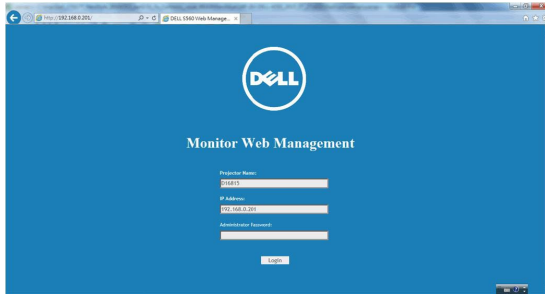 http://192.168.0.201/
DELL S560 Web Manage...
DELL
Monitor Web Management
Projector Name:
D16815
IP Address:
192.168.0.201
Administrator Password:
Login